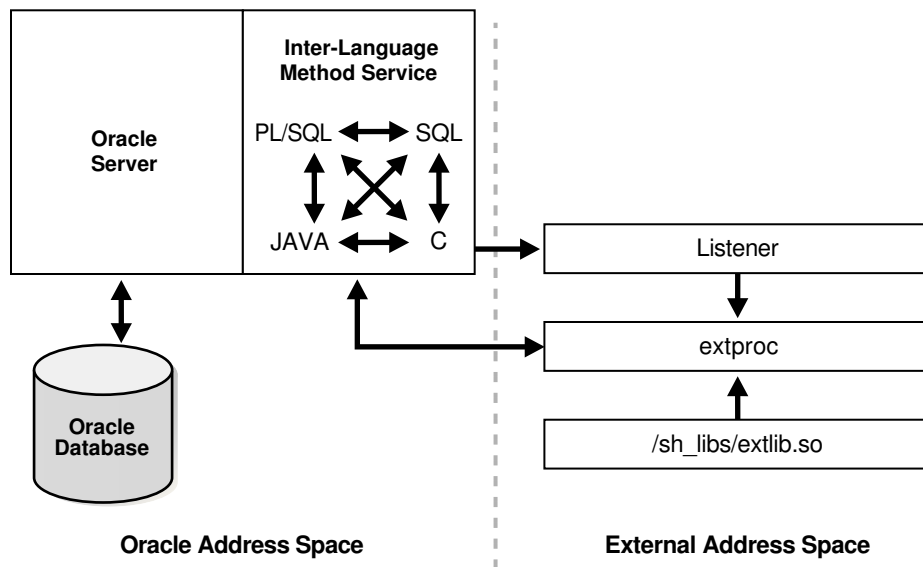 Inter-Language
Method Service
Oracle
Server
PL/SQL
SQL
JAVA
C
Listener
extproc
/sh_libs/extlib.so
Oracle
Database
Oracle Address Space
External Address Space